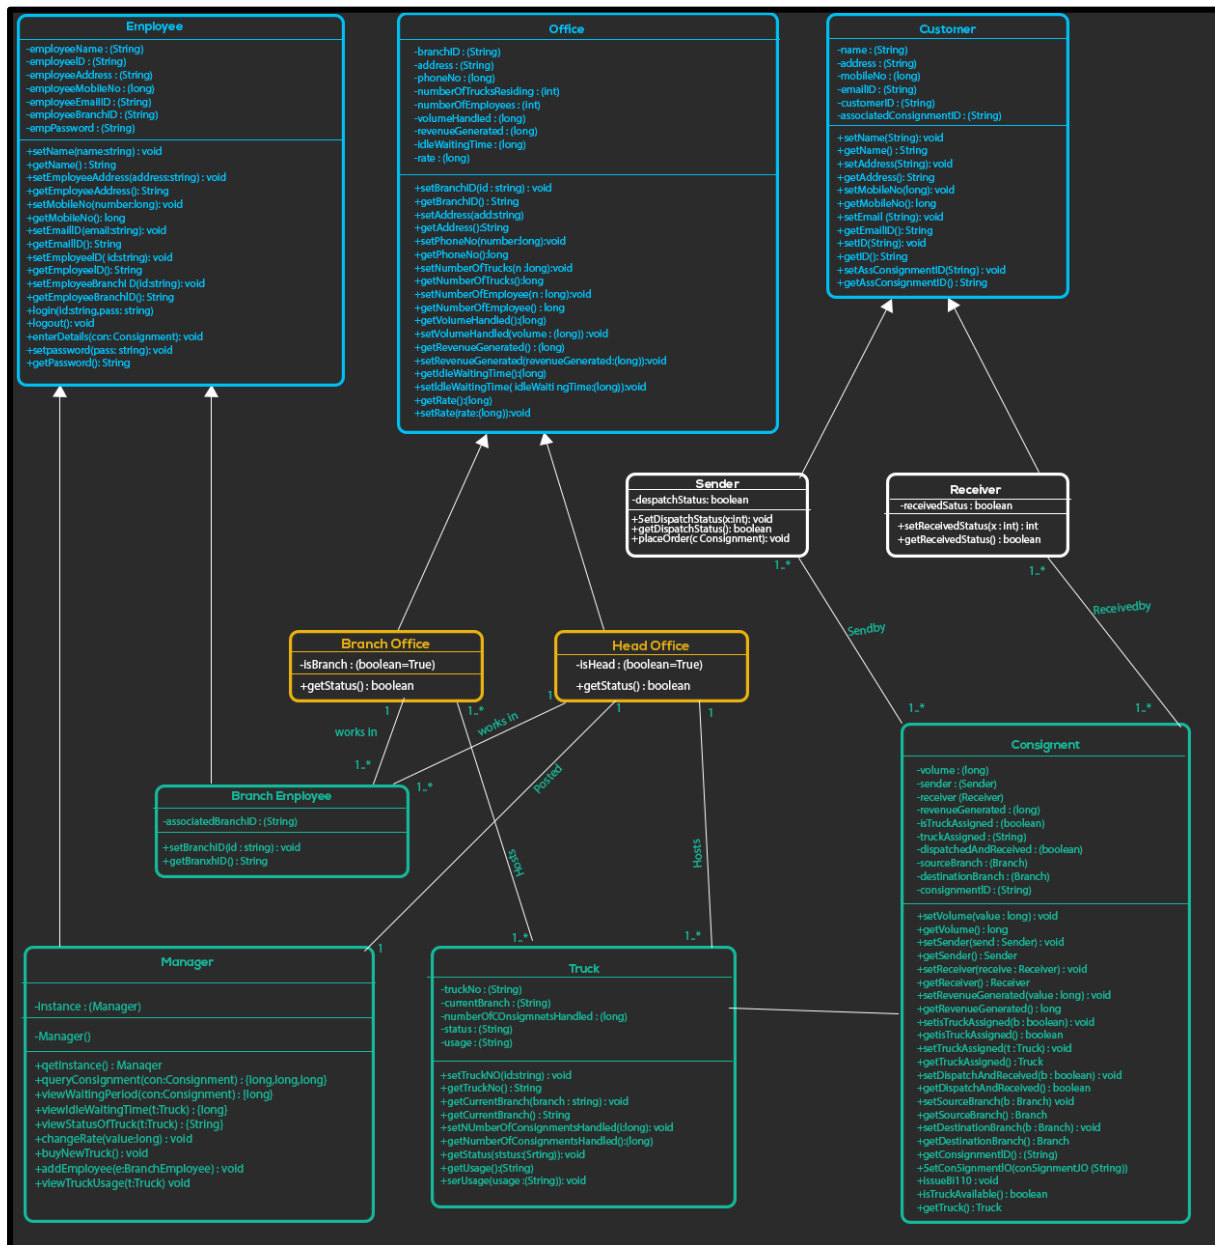 Employee
-employeeName : (String)
-employeeID : (String)
-employeeAddress : (String)
-employeeMobileNo : (long)
-employeeEmailID : (String)
-employeeBranchID : (String)
-empPassword : (String)
+setName(name:string) : void
+getName() : String
+setEmployeeAddress(address:string) : void
+getEmployeeAddress(): String
+setMobileNo(number:long): void
+getMobileNo(): long
+setEmailID(email:string): void
+getEmailID(): String
+setEmployeeID( id:string): void
+getEmployeeID(): String
+setEmployeeBranchI D(id:string): void
+getEmployeeBranchID(): String
+login(id:string,pass: string)
+logout(): void
+enterDetails(con: Consignment): void
+setpassword(pass: string): void
+getPassword(): String
Office
-branchID : (String)
-address : (String)
-phoneNo : (long)
-numberOfTrucksResiding : (int)
-numberOfEmployees : (int)
-volumeHandled : (long)
-revenueGenerated : (long)
-idleWaitingTime : (long)
-rate : (long)
+setBranchID(id : string) : void
+getBranchID() : String
+setAddress(add:string)
+getAddress():String
+setPhoneNo(number:long):void
+getPhoneNo():long
+setNumberOfTrucks(n :long):void
+getNumberOfTrucks():long
+setNumberOfEmployee(n : long):void
+getNumberOfEmployee() : long
+getVolumeHandled():(long)
+setVolumeHandled(volume : (long)) :void
+getRevenueGenerated() : (long)
+setRevenueGenerated(revenueGenerated:(long)):void
+getIdleWaitingTime():(long)
+setIdleWaitingTime( idleWaiti ngTime:(long)):void
+getRate():(long)
+setRate(rate:(long)):void
Customer
-name : (String)
-address : (String)
-mobileNo : (long)
-emailID : (String)
-customerID : (String)
-associatedConsignmentID : (String)
+setName(String): void
+getName() : String
+setAddress(String): void
+getAddress(): String
+setMobileNo(long): void
+getMobileNo(): long
+setEmail (String): void
+getEmailID(): String
+setID(String): void
+getID(): String
+setAssConsignmentID(String) : void
+getAssConsignmentID() : String
Sender
-despatchStatus: boolean
+5etDispatchStatus(x:int): void
+getDispatchStatus(): boolean
+placeOrder(c Consignment): void
Receiver
-receivedSatus : boolean
+setReceivedStatus(x : int) : int
+getReceivedStatus() : boolean
1..*
1..*
Sendby
Receivedby
1..*
1..*
Branch Office
-isBranch : (boolean=True)
+getStatus() : boolean
Head Office
-isHead : (boolean=True)
+getStatus() : boolean
1
1..*
1
1
1
works in
works in
1..*
1..*
Posted
Hosts
Hosts
1
1..*
1..*
Branch Employee
-associatedBranchID : (String)
+setBranchID(id : string) : void
+getBranxhID() : String
Manager
-Instance : (Manager)
-Manager()
+qetInstance() : Manaqer
+queryConsignment(con:Consignment) : {long,long,long}
+viewWaitingPeriod(con:Consignment) : {long}
+viewIdleWaitingTime(t:Truck) : {long}
+viewStatusOfTruck(t:Truck) : {String}
+changeRate(value:long) : void
+buyNewTruck() : void
+addEmployee(e:BranchEmployee) : void
+viewTruckUsage(t:Truck) void
Truck
-truckNo : (String)
-currentBranch : (String)
-numberOfCOnsigmnetsHandled : (long)
-status : (String)
-usage : (String)
+setTruckNO(id:string) : void
+getTruckNo() : String
+getCurrentBranch(branch : string) : void
+getCurrentBranch() : String
+setNUmberOfConsignmentsHandled(i:long): void
+getNumberOfConsignmentsHandled():(long)
+getStatus(ststus:(Srting)): void
+getUsage():(String)
+serUsage(usage :(String)): void
Consigment
-volume : (long)
-sender : (Sender)
-receiver (Receiver)
-revenueGenerated : (long)
-isTruckAssigned : (boolean)
-truckAssigned : (String)
-dispatchedAndReceived : (boolean)
-sourceBranch : (Branch)
-destinationBranch : (Branch)
-consignmentID : (String)
+setVolume(value : long) : void
+getVolume() : long
+setSender(send : Sender) : void
+getSender() : Sender
+setReceiver(receive : Receiver) : void
+getReceiver() : Receiver
+setRevenueGenerated(value : long) : void
+getRevenueGenerated() : long
+setisTruckAssigned(b : boolean) : void
+getIsTruckAssigned() : boolean
+setTruckAssigned(t : Truck) : void
+getTruckAssigned() : Truck
+setDispatchAndReceived(b : boolean) : void
+getDispatchAndReceived() : boolean
+setSourceBranch(b : Branch) void
+getSourceBranch() : Branch
+setDestinationBranch(b : Branch) : void
+getDestinationBranch() : Branch
+getConsignmentID() : (String)
+5etCon5ignmentIO(con5ignmentJO (String))
+issueBi110 : void
+isTruckAvailable() : boolean
+getTruck() : Truck